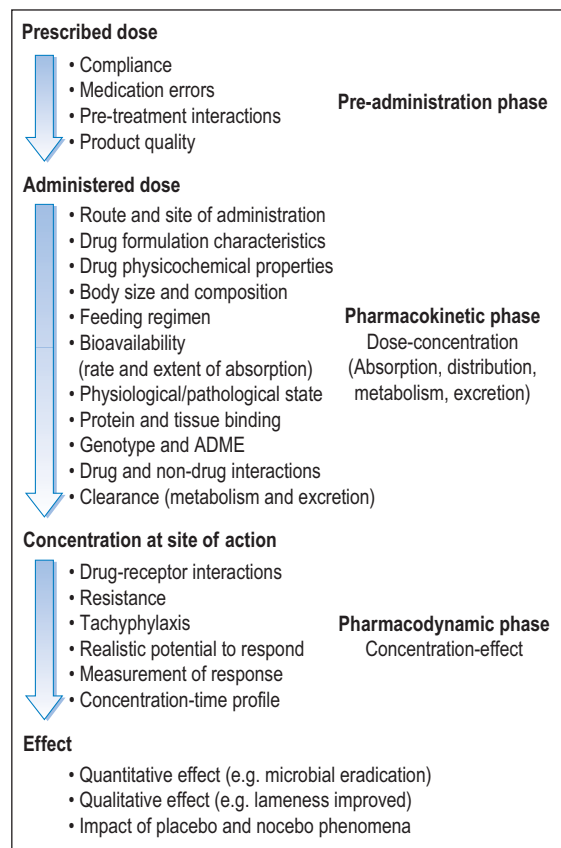 Prescribed dose
• Compliance
• Medication errors
• Pre-treatment interactions
• Product quality
Pre-administration phase
Administered dose
• Route and site of administration
• Drug formulation characteristics
• Drug physicochemical properties
• Body size and composition
• Feeding regimen
• Bioavailability
(rate and extent of absorption)
• Physiological/pathological state
• Protein and tissue binding
• Genotype and ADME
• Drug and non-drug interactions
• Clearance (metabolism and excretion)
Pharmacokinetic phase
Dose-concentration
(Absorption, distribution,
metabolism, excretion)
Concentration at site of action
• Drug-receptor interactions
• Resistance
• Tachyphylaxis
• Realistic potential to respond
• Measurement of response
• Concentration-time profile
Pharmacodynamic phase
Concentration-effect
Effect
• Quantitative effect (e.g. microbial eradication)
• Qualitative effect (e.g. lameness improved)
• Impact of placebo and nocebo phenomena